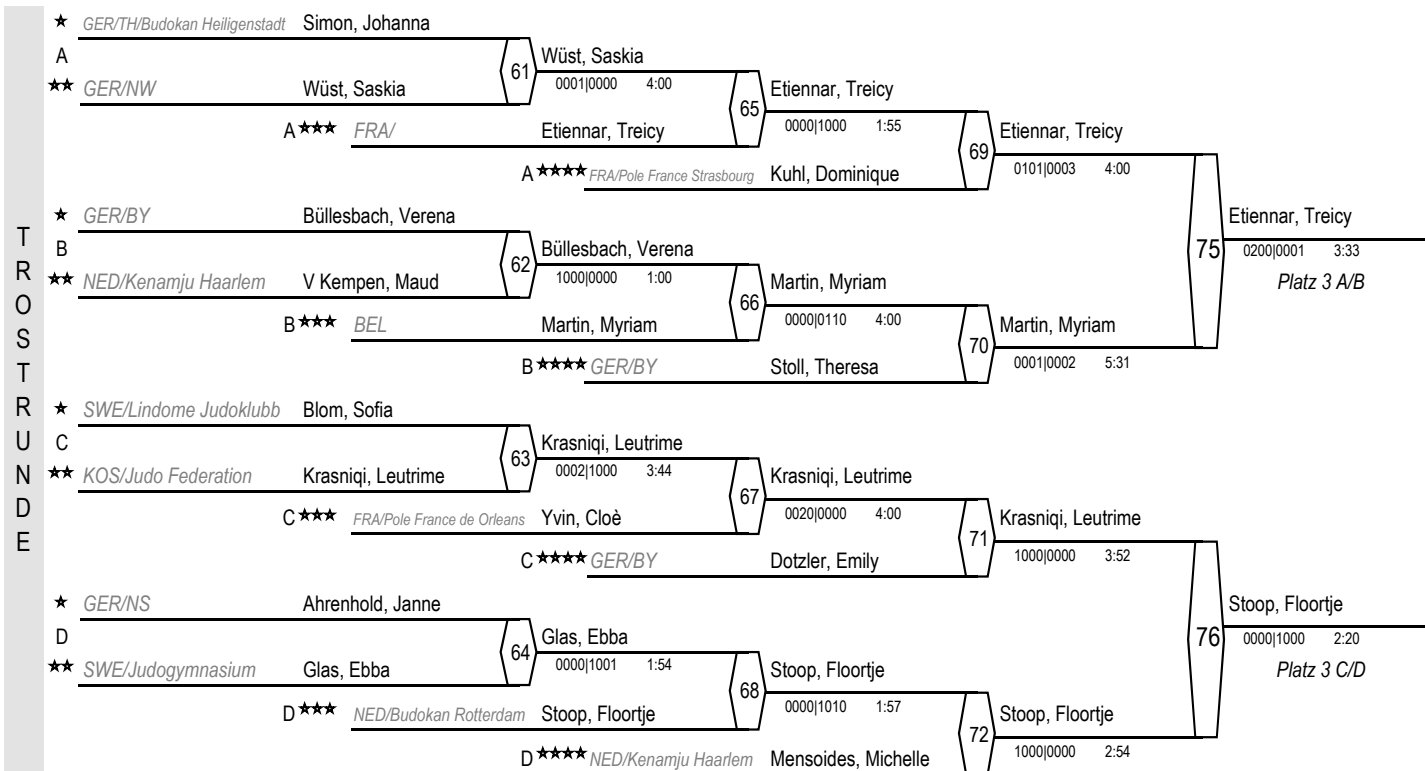 ★ GER/TH/Budokan Heiligenstadt Simon, Johanna
A
Wüst, Saskia
61
0001|0000 4:00
★★ GER/NW Wüst, Saskia
Etiennar, Treicy
65
0000|1000 1:55
A ★★★ FRA/ Etiennar, Treicy
Etiennar, Treicy
69
0101|0003 4:00
A ★★★★ FRA/Pole France Strasbourg Kuhl, Dominique
★ GER/BY Büllesbach, Verena
Etiennar, Treicy
75
0200|0001 3:33
Platz 3 A/B
B
Büllesbach, Verena
62
1000|0000 1:00
★★ NED/Kenamju Haarlem V Kempen, Maud
Martin, Myriam
66
0000|0110 4:00
B ★★★ BEL Martin, Myriam
Martin, Myriam
70
0001|0002 5:31
B ★★★★ GER/BY Stoll, Theresa
TROSTRUNDE
★ SWE/Lindome Judoklubb Blom, Sofia
C
Krasniqi, Leutrime
63
0002|1000 3:44
★★ KOS/Judo Federation Krasniqi, Leutrime
Krasniqi, Leutrime
67
0020|0000 4:00
C ★★★ FRA/Pole France de Orleans Yvin, Cloè
Krasniqi, Leutrime
71
1000|0000 3:52
C ★★★★ GER/BY Dotzler, Emily
★ GER/NS Ahrenhold, Janne
Stoop, Floortje
76
0000|1000 2:20
Platz 3 C/D
D
Glas, Ebba
64
0000|1001 1:54
★★ SWE/Judogymnasium Glas, Ebba
Stoop, Floortje
68
0000|1010 1:57
D ★★★ NED/Budokan Rotterdam Stoop, Floortje
Stoop, Floortje
72
1000|0000 2:54
D ★★★★ NED/Kenamju Haarlem Mensoides, Michelle